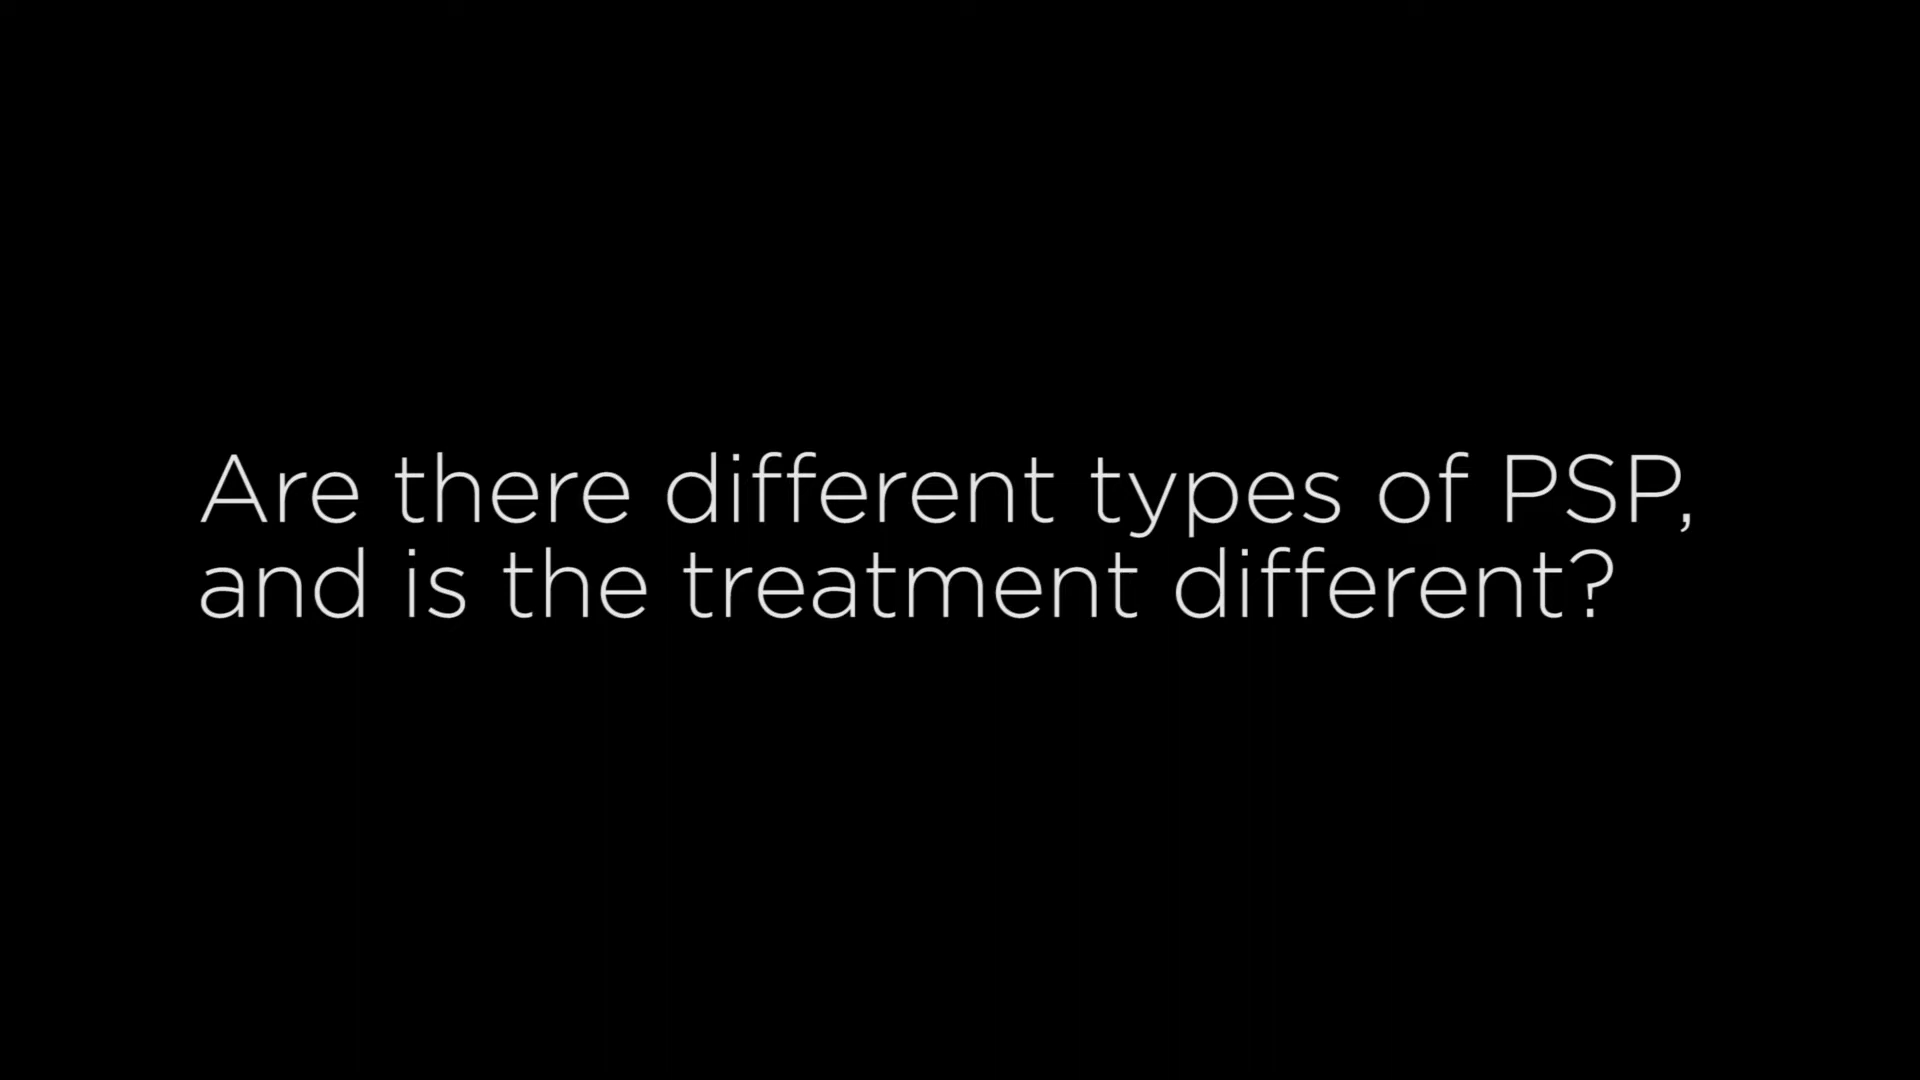 Are there different types of PSP,
and is the treatment different?